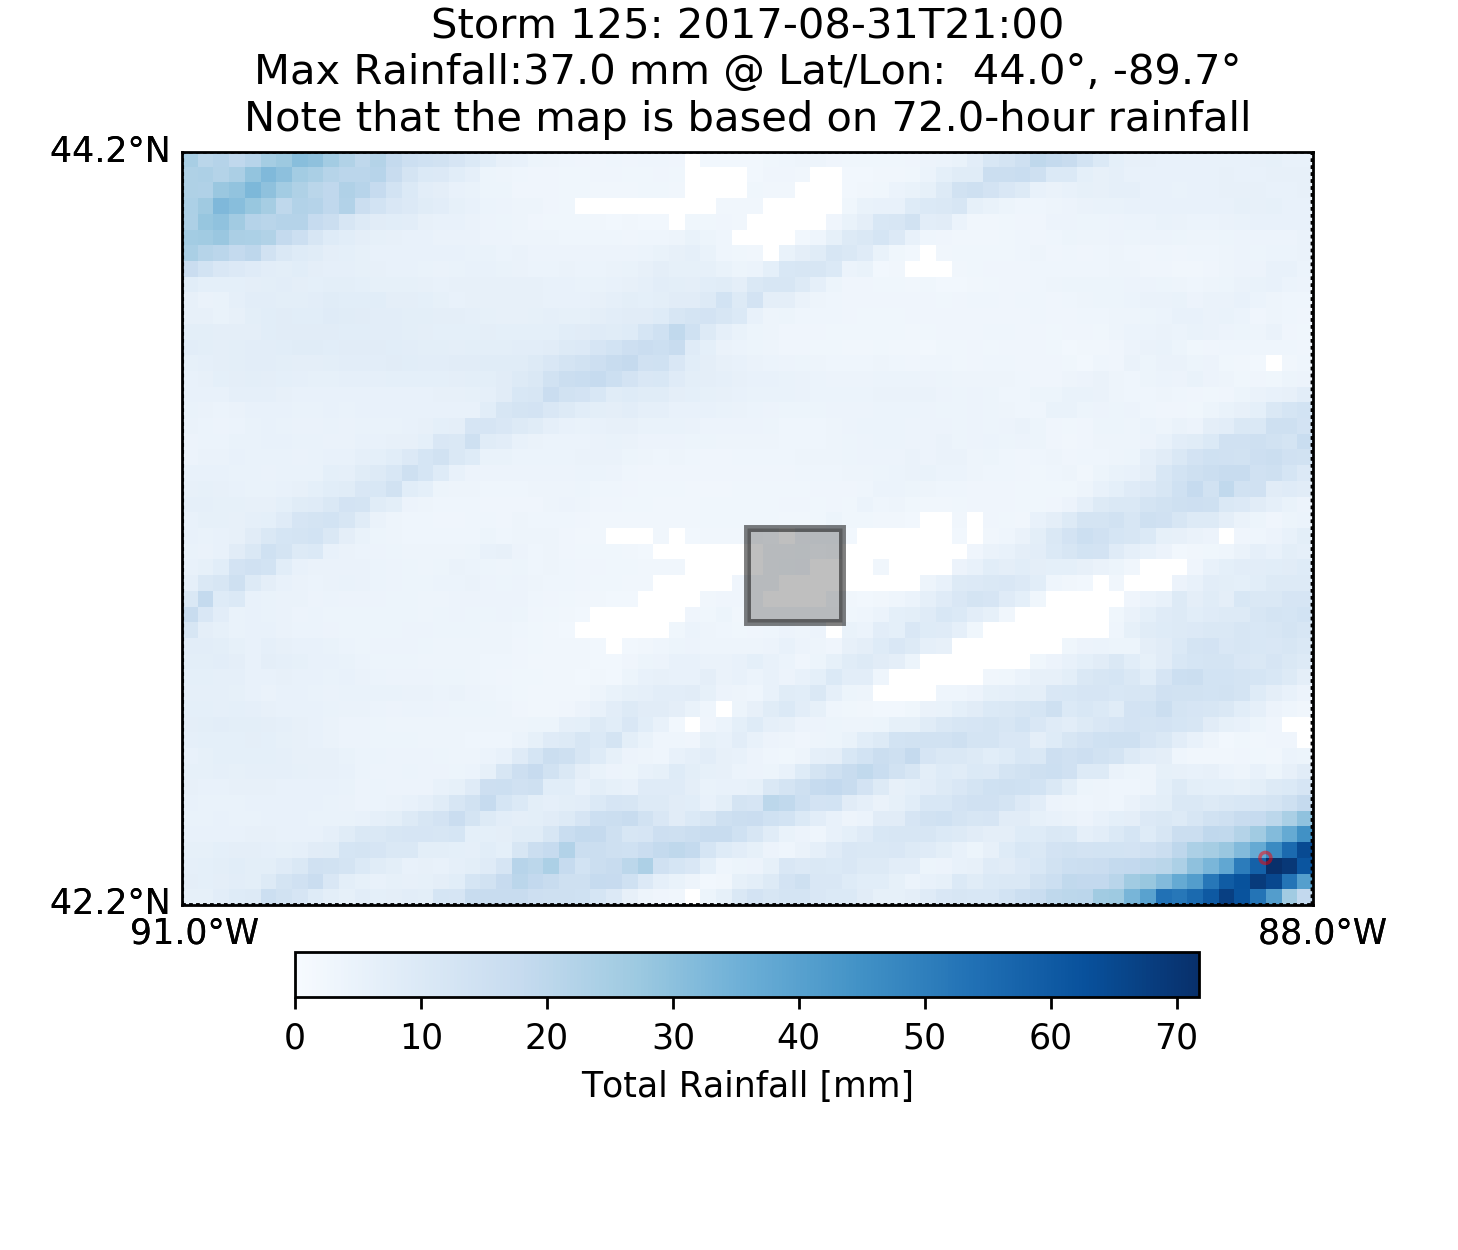 Storm 125: 2017-08-31T21:00
Max Rainfall:37.0 mm @ Lat/Lon:  44.0°, -89.7°
Note that the map is based on 72.0-hour rainfall
44.2°N
42.2°N
91.0°W 88.0°W
0 10 20 30 40 50 60 70
Total Rainfall [mm]